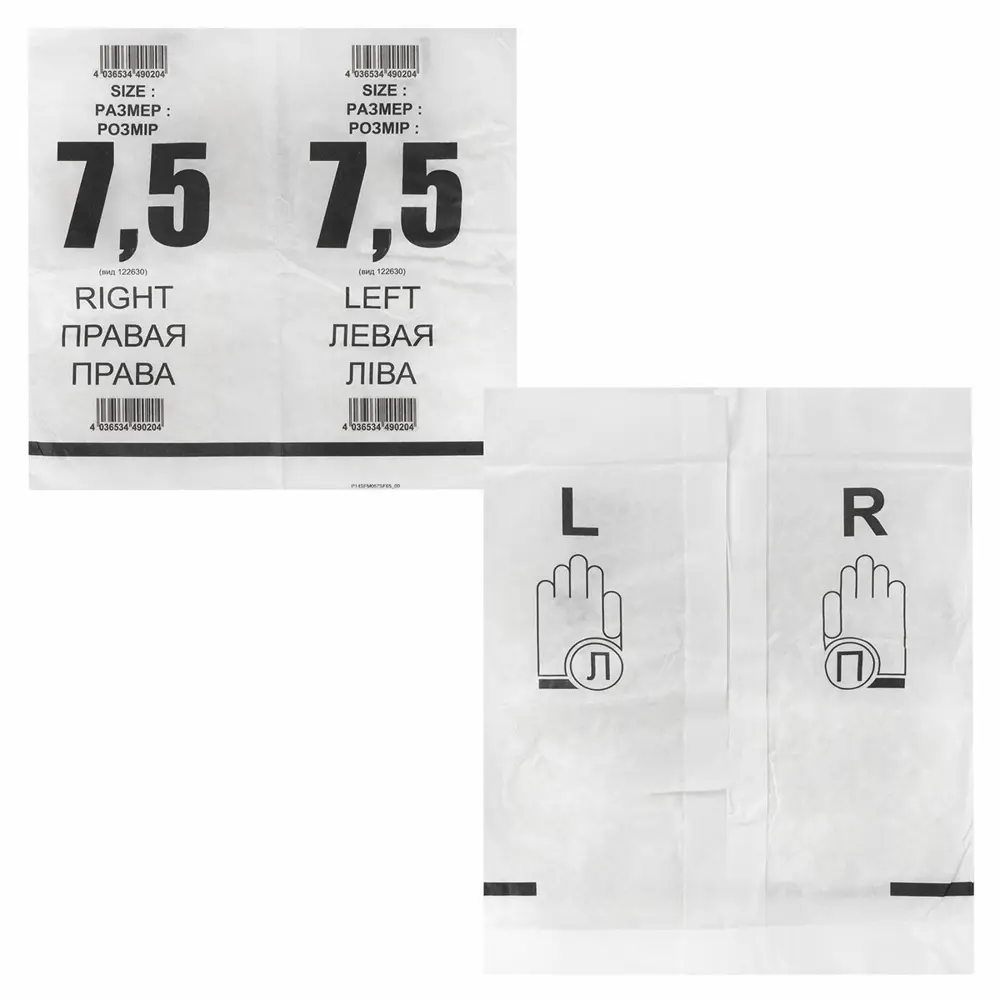 4 036534 490204
SIZE :
РАЗМЕР :
РОЗМІР
7,5
(вид 122630)
RIGHT
ПРАВАЯ
ПРАВА
4 036534 490204
4 036534 490204
SIZE :
РАЗМЕР :
РОЗМІР :
7,5
(вид 122630)
LEFT
ЛЕВАЯ
ЛІВА
4 036534 490204
L
Л
R
П